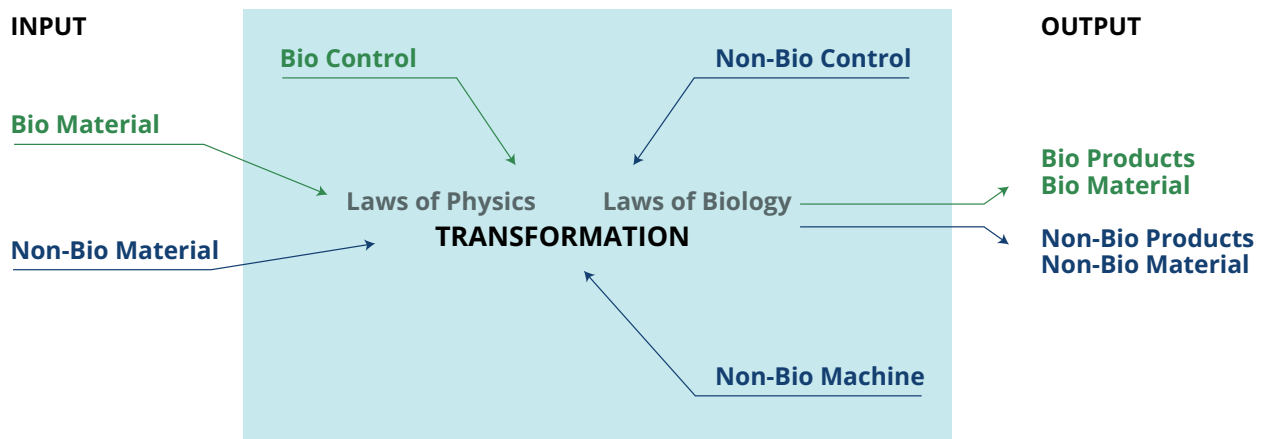 INPUT
OUTPUT
Bio Control
Non-Bio Control
Bio Material
Bio Products
Bio Material
Laws of Physics
Laws of Biology
TRANSFORMATION
Non-Bio Material
Non-Bio Products
Non-Bio Material
Non-Bio Machine